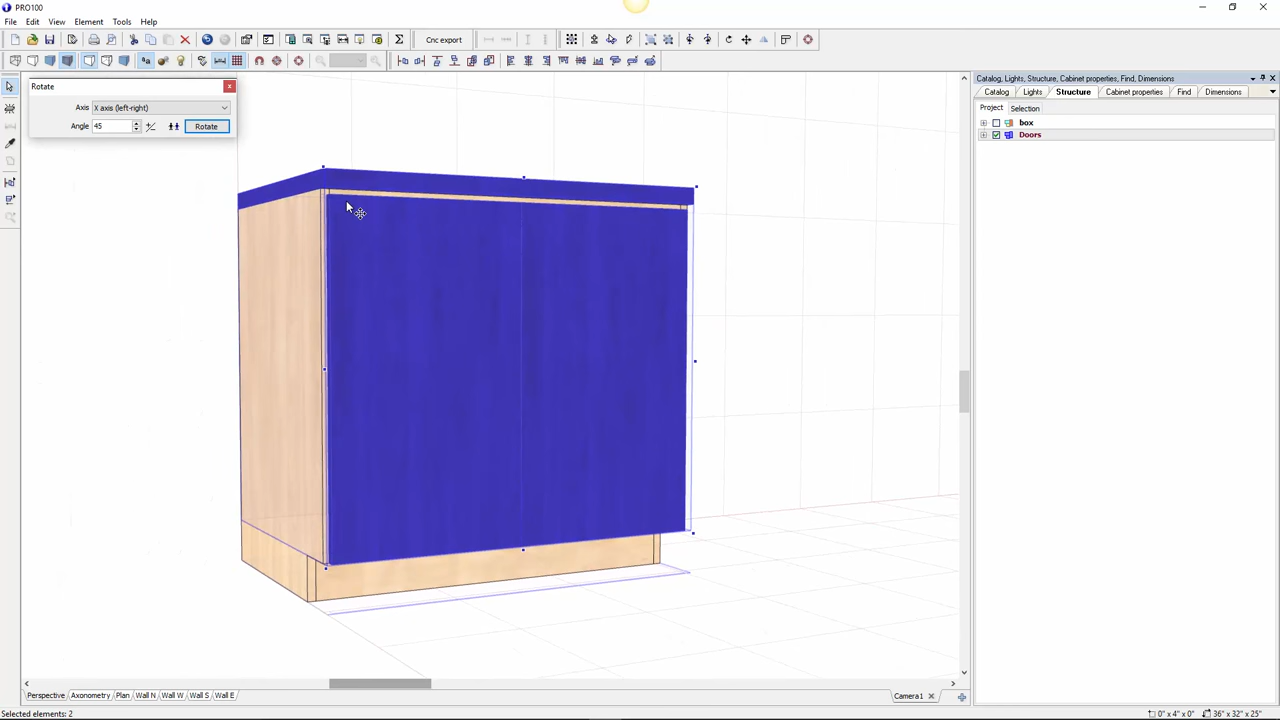 PRO100
File Edit View Element Tools Help
Cnc export
Rotate
Axis X axis (left-right)
Angle 45 Rotate
Catalog, Lights, Structure, Cabinet properties, Find, Dimensions
Catalog Lights Structure Cabinet properties Find Dimensions
Project Selection
box
Doors
Perspective Axonometry Plan Wall N Wall W Wall S Wall E Camera1
Selected elements: 2 0" x 4" x 0" 36" x 32" x 25"